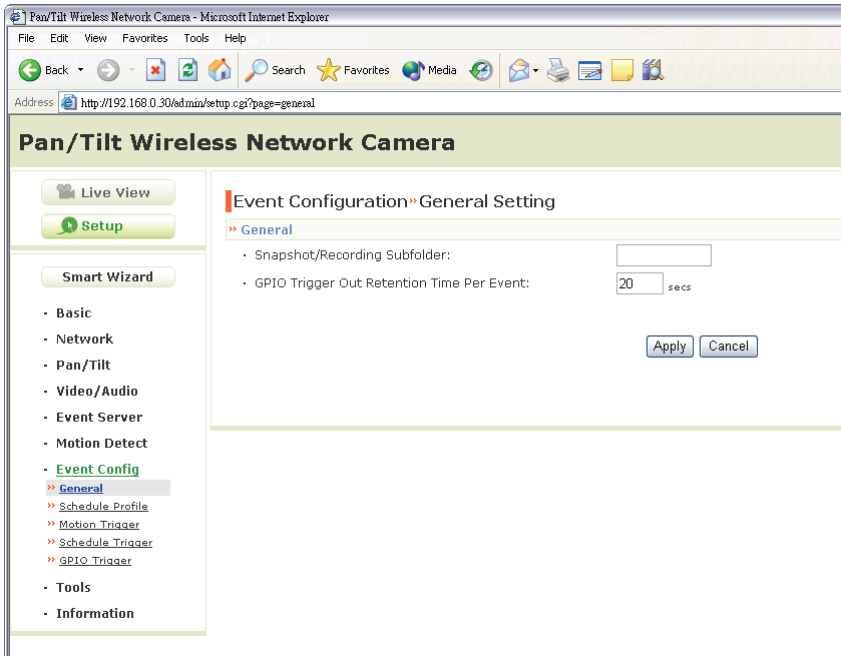 Pan/Tilt Wireless Network Camera - Microsoft Internet Explorer
File Edit View Favorites Tools Help
Back Search Favorites Media
Address http://192.168.0.30/admin/setup.cgi?page=general
Pan/Tilt Wireless Network Camera
Live View
Setup
Smart Wizard
· Basic
· Network
· Pan/Tilt
· Video/Audio
· Event Server
· Motion Detect
· Event Config
» General
» Schedule Profile
» Motion Trigger
» Schedule Trigger
» GPIO Trigger
· Tools
· Information
Event Configuration»General Setting
» General
· Snapshot/Recording Subfolder:
· GPIO Trigger Out Retention Time Per Event: 20 secs
Apply Cancel